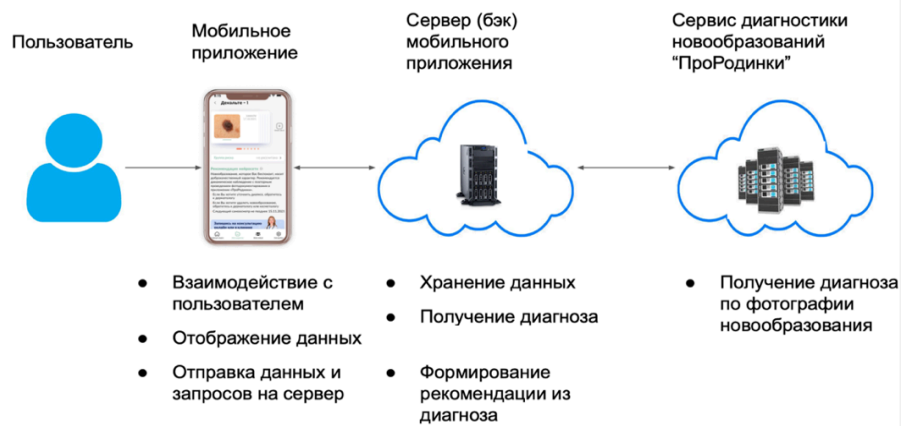 Пользователь
Мобильное
приложение
Сервер (бэк)
мобильного
приложения
Сервис диагностики
новообразований
“ПроРодинки”
Взаимодействие с
пользователем
Отображение данных
Отправка данных и
запросов на сервер
Хранение данных
Получение диагноза
Формирование
рекомендации из
диагноза
Получение диагноза
по фотографии
новообразования